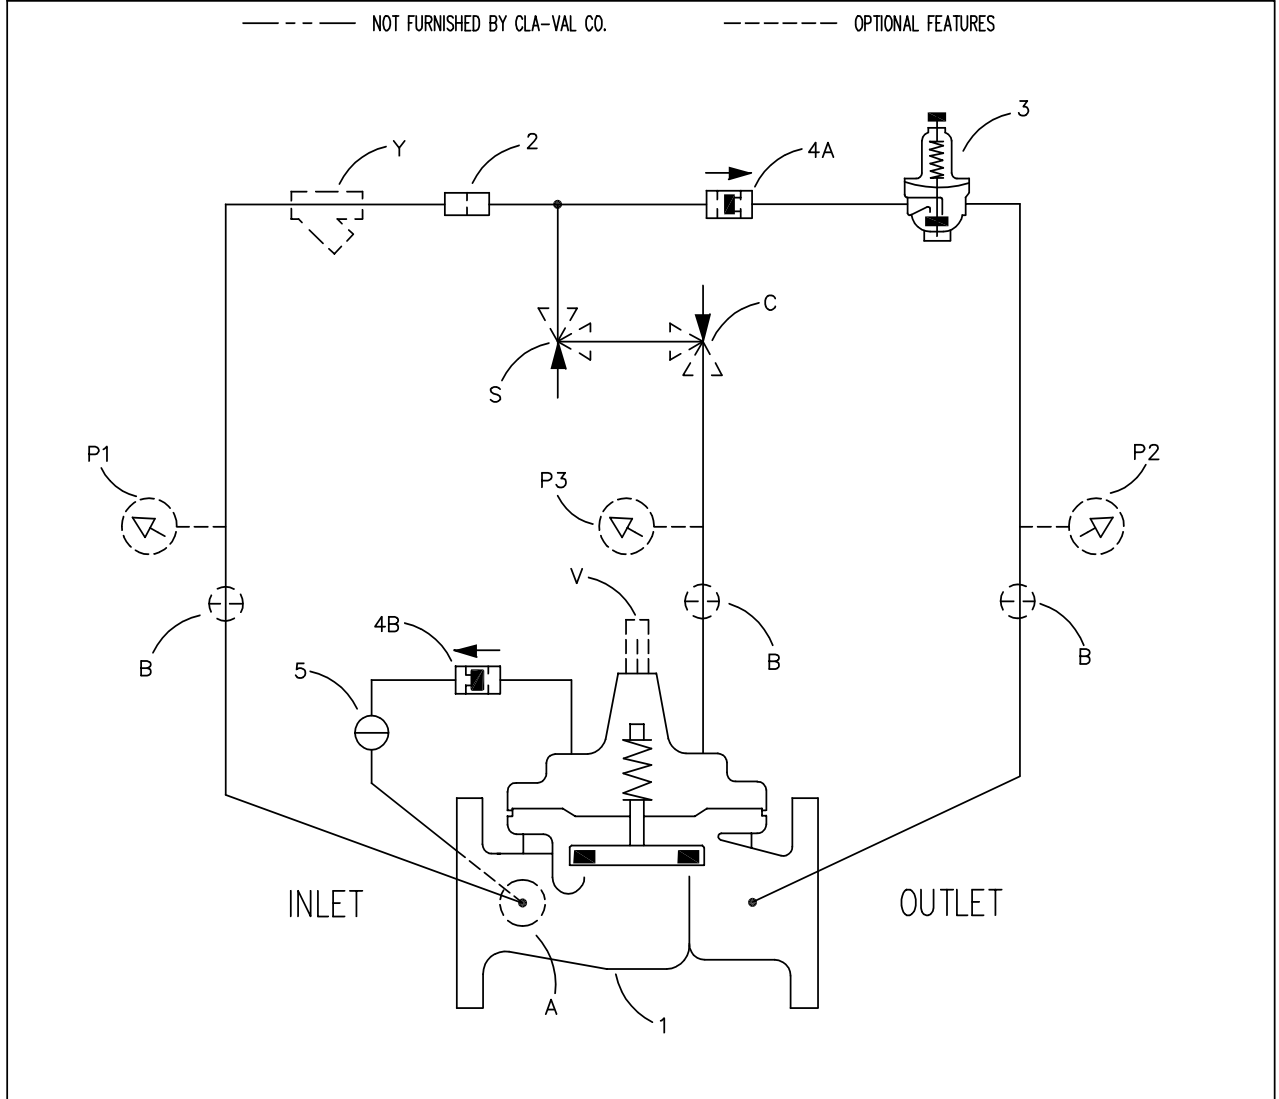 NOT FURNISHED BY CLA-VAL CO.
OPTIONAL FEATURES
3
2
Y
4A
C
S
P1
P3
P2
V
4B
B
B
B
5
INLET
OUTLET
A
1